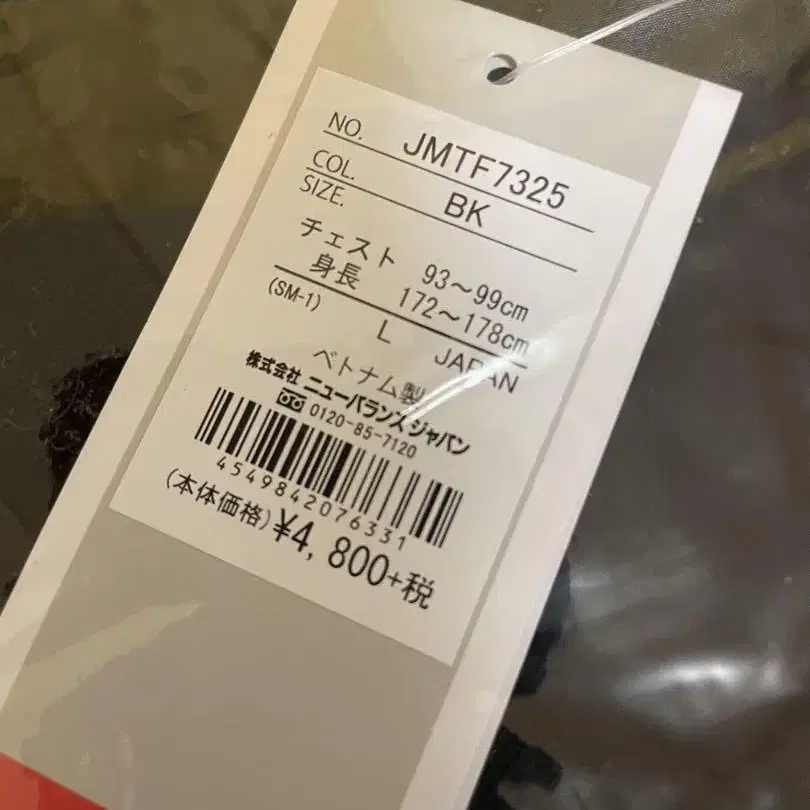 NO. JMTF7325
COL. BK
SIZE.
チェスト 93～99cm
身長 172～178cm
(SM-1) L JAPAN
ベトナム製
株式会社 ニューバランスジャパン
0120-85-7120
4549842076331
(本体価格) ¥4, 800+税